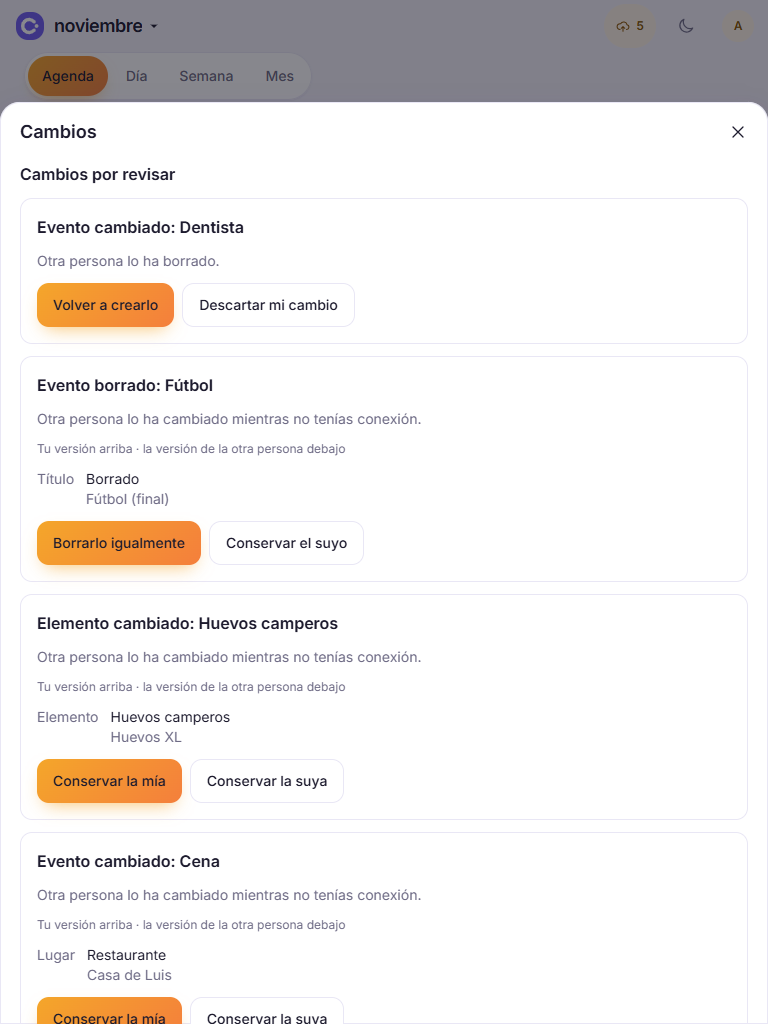 noviembre
5
A
Agenda
Día
Semana
Mes
Cambios
Cambios por revisar
Evento cambiado: Dentista
Otra persona lo ha borrado.
Volver a crearlo
Descartar mi cambio
Evento borrado: Fútbol
Otra persona lo ha cambiado mientras no tenías conexión.
Tu versión arriba · la versión de la otra persona debajo
Título Borrado
Fútbol (final)
Borrarlo igualmente
Conservar el suyo
Elemento cambiado: Huevos camperos
Otra persona lo ha cambiado mientras no tenías conexión.
Tu versión arriba · la versión de la otra persona debajo
Elemento Huevos camperos
Huevos XL
Conservar la mía
Conservar la suya
Evento cambiado: Cena
Otra persona lo ha cambiado mientras no tenías conexión.
Tu versión arriba · la versión de la otra persona debajo
Lugar Restaurante
Casa de Luis
Conservar la mía
Conservar la suya